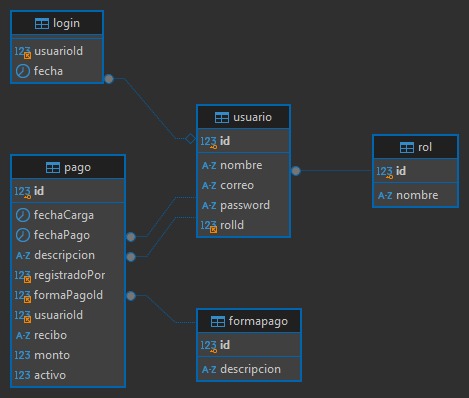 login
123 usuarioId
fecha
usuario
123 id
A-Z nombre
A-Z correo
A-Z password
123 rolId
rol
123 id
A-Z nombre
pago
123 id
fechaCarga
fechaPago
A-Z descripcion
123 registradoPor
123 formaPagoId
123 usuarioId
A-Z recibo
123 monto
123 activo
formapago
123 id
A-Z descripcion